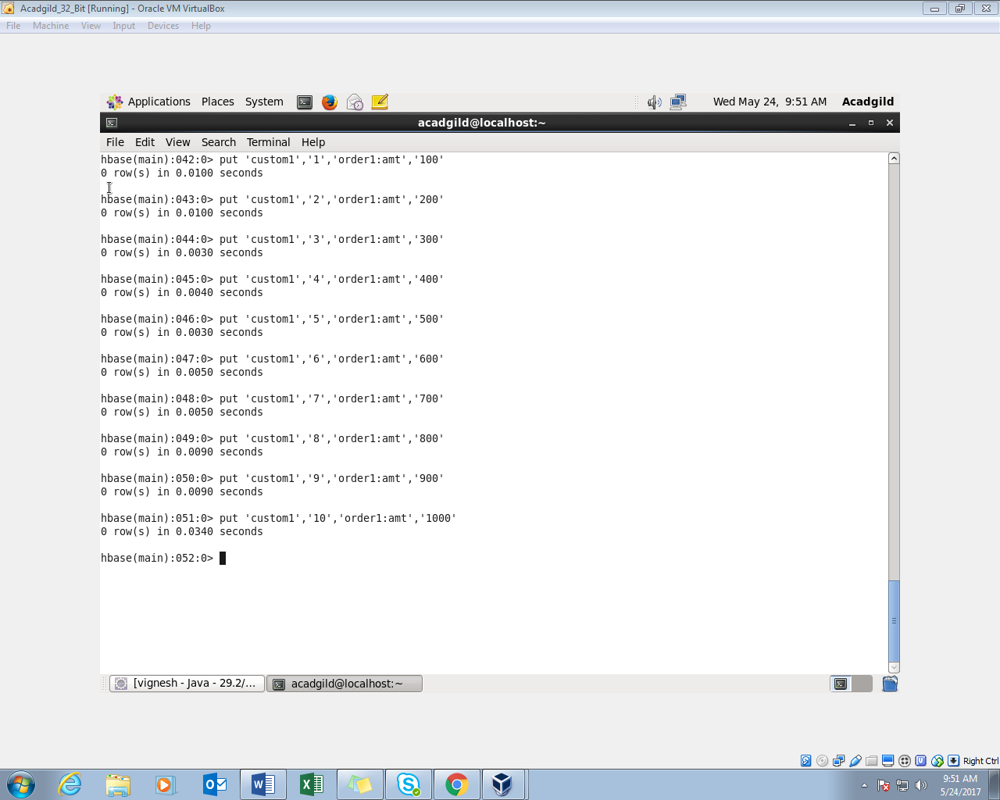 Acadgild_32_Bit [Running] - Oracle VM VirtualBox
File Machine View Input Devices Help
Applications Places System Wed May 24, 9:51 AM Acadgild
acadgild@localhost:~
File Edit View Search Terminal Help
hbase(main):042:0> put 'custom1','1','order1:amt','100'
0 row(s) in 0.0100 seconds
hbase(main):043:0> put 'custom1','2','order1:amt','200'
0 row(s) in 0.0100 seconds
hbase(main):044:0> put 'custom1','3','order1:amt','300'
0 row(s) in 0.0030 seconds
hbase(main):045:0> put 'custom1','4','order1:amt','400'
0 row(s) in 0.0040 seconds
hbase(main):046:0> put 'custom1','5','order1:amt','500'
0 row(s) in 0.0030 seconds
hbase(main):047:0> put 'custom1','6','order1:amt','600'
0 row(s) in 0.0050 seconds
hbase(main):048:0> put 'custom1','7','order1:amt','700'
0 row(s) in 0.0050 seconds
hbase(main):049:0> put 'custom1','8','order1:amt','800'
0 row(s) in 0.0090 seconds
hbase(main):050:0> put 'custom1','9','order1:amt','900'
0 row(s) in 0.0090 seconds
hbase(main):051:0> put 'custom1','10','order1:amt','1000'
0 row(s) in 0.0340 seconds
hbase(main):052:0>
[vignesh - Java - 29.2/... acadgild@localhost:~
Right Ctrl
9:51 AM
5/24/2017